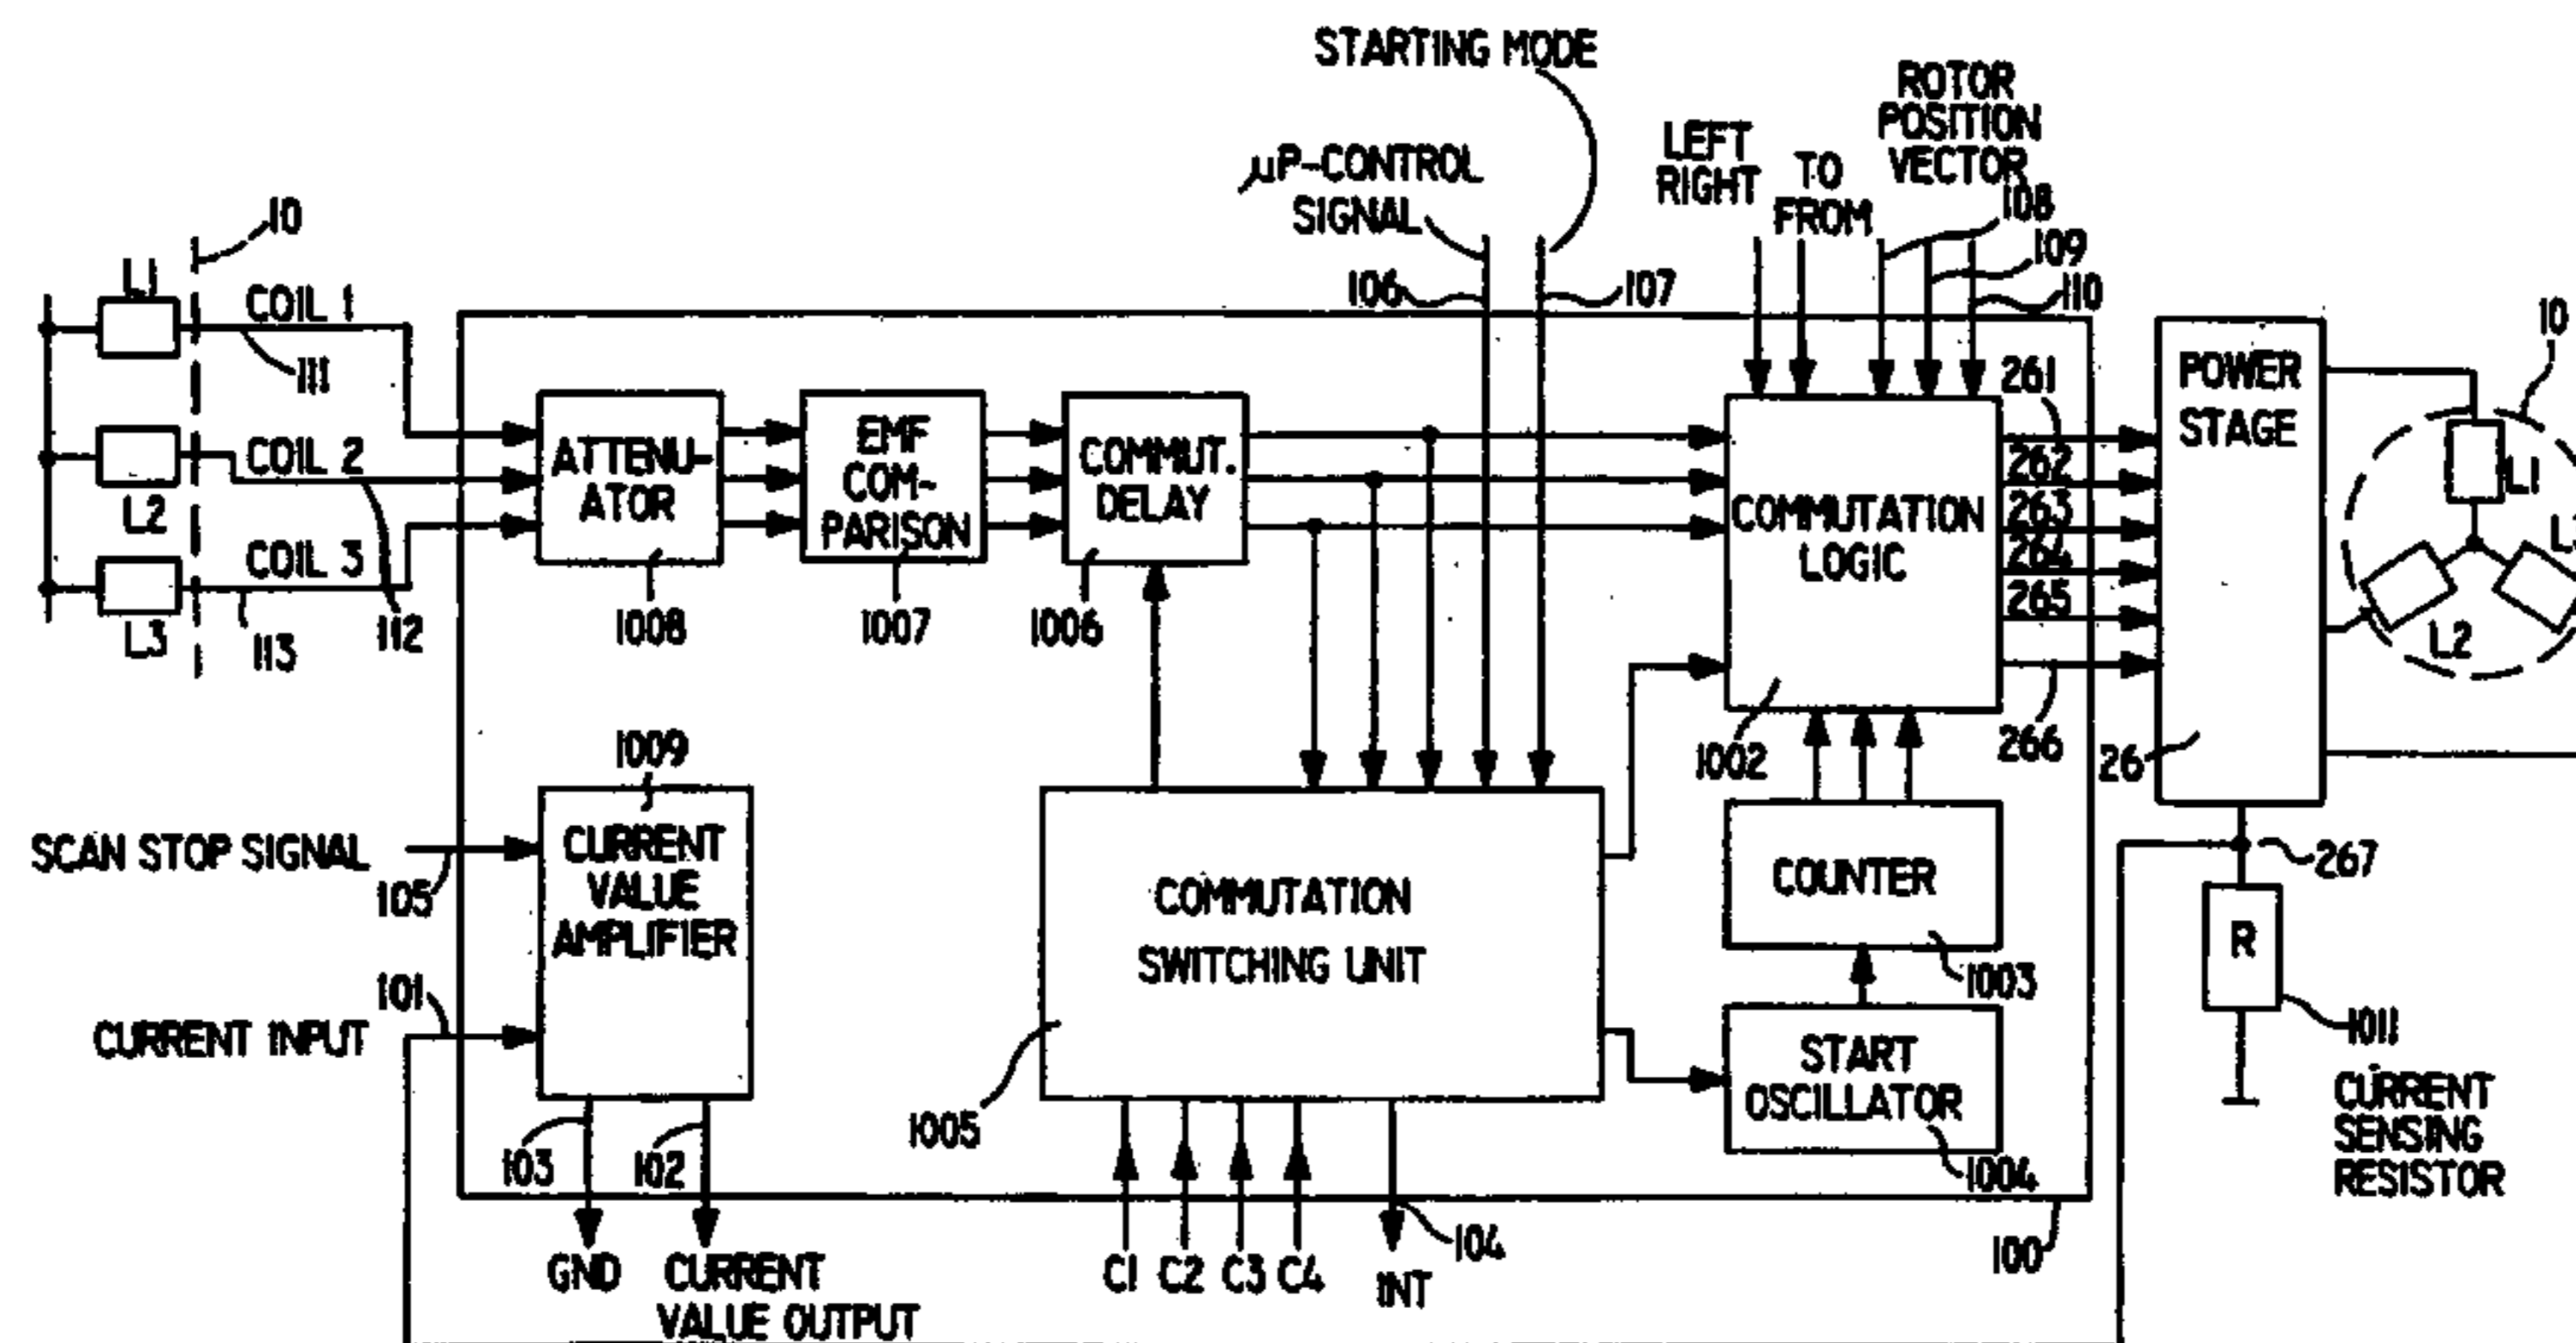 STARTING MODE
ROTOR
POSITION
VECTOR
LEFT
RIGHT
TO
FROM
µP-CONTROL
SIGNAL
108
109
110
106
107
10
L1
COIL 1
111
COIL 2
L2
COIL 3
L3
113
112
ATTENU-
ATOR
1008
EMF
COM-
PARISON
1007
COMMUT.
DELAY
1006
COMMUTATION
LOGIC
1002
261
262
263
264
265
266
POWER
STAGE
26
10
L1
L2
267
R
1011
CURRENT
SENSING
RESISTOR
1009
CURRENT
VALUE
AMPLIFIER
SCAN STOP SIGNAL
105
101
CURRENT INPUT
103
102
GND
CURRENT
VALUE OUTPUT
COMMUTATION
SWITCHING UNIT
1005
C1 C2 C3 C4
INT
104
COUNTER
1003
START
OSCILLATOR
1004
100